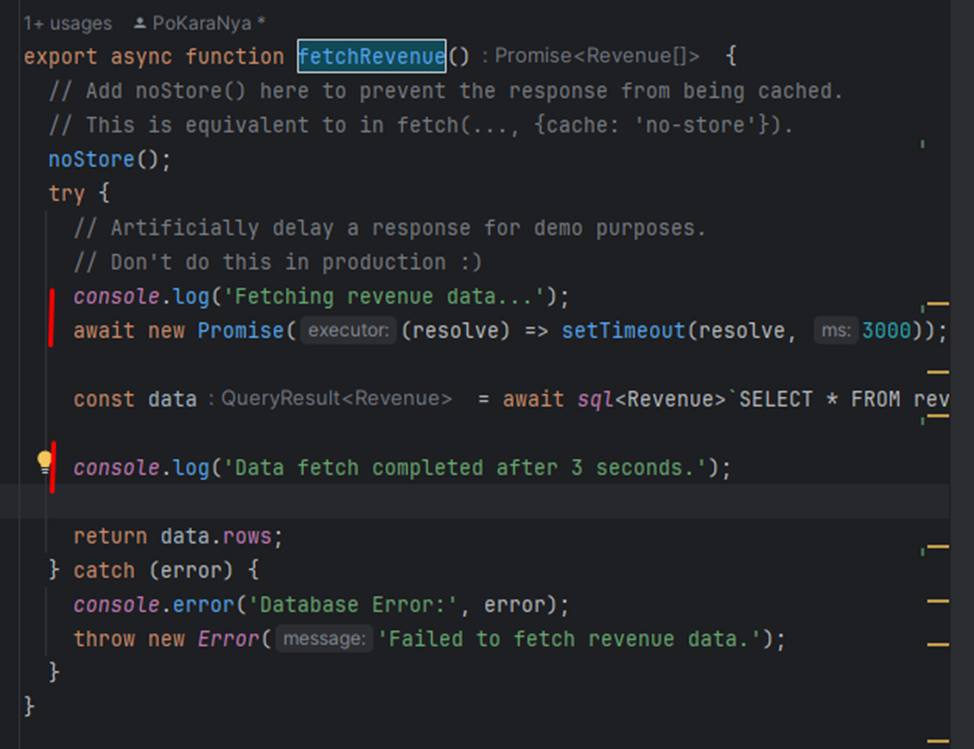 1+ usages PoKaraNya *
export async function fetchRevenue() : Promise<Revenue[]> {
// Add noStore() here to prevent the response from being cached.
// This is equivalent to in fetch(..., {cache: 'no-store'}).
noStore();
try {
// Artificially delay a response for demo purposes.
// Don't do this in production :)
console.log('Fetching revenue data...');
await new Promise( executor: (resolve) => setTimeout(resolve, ms: 3000));
const data : QueryResult<Revenue> = await sql<Revenue>`SELECT * FROM rev
console.log('Data fetch completed after 3 seconds.');
return data.rows;
} catch (error) {
console.error('Database Error:', error);
throw new Error( message: 'Failed to fetch revenue data.');
}
}